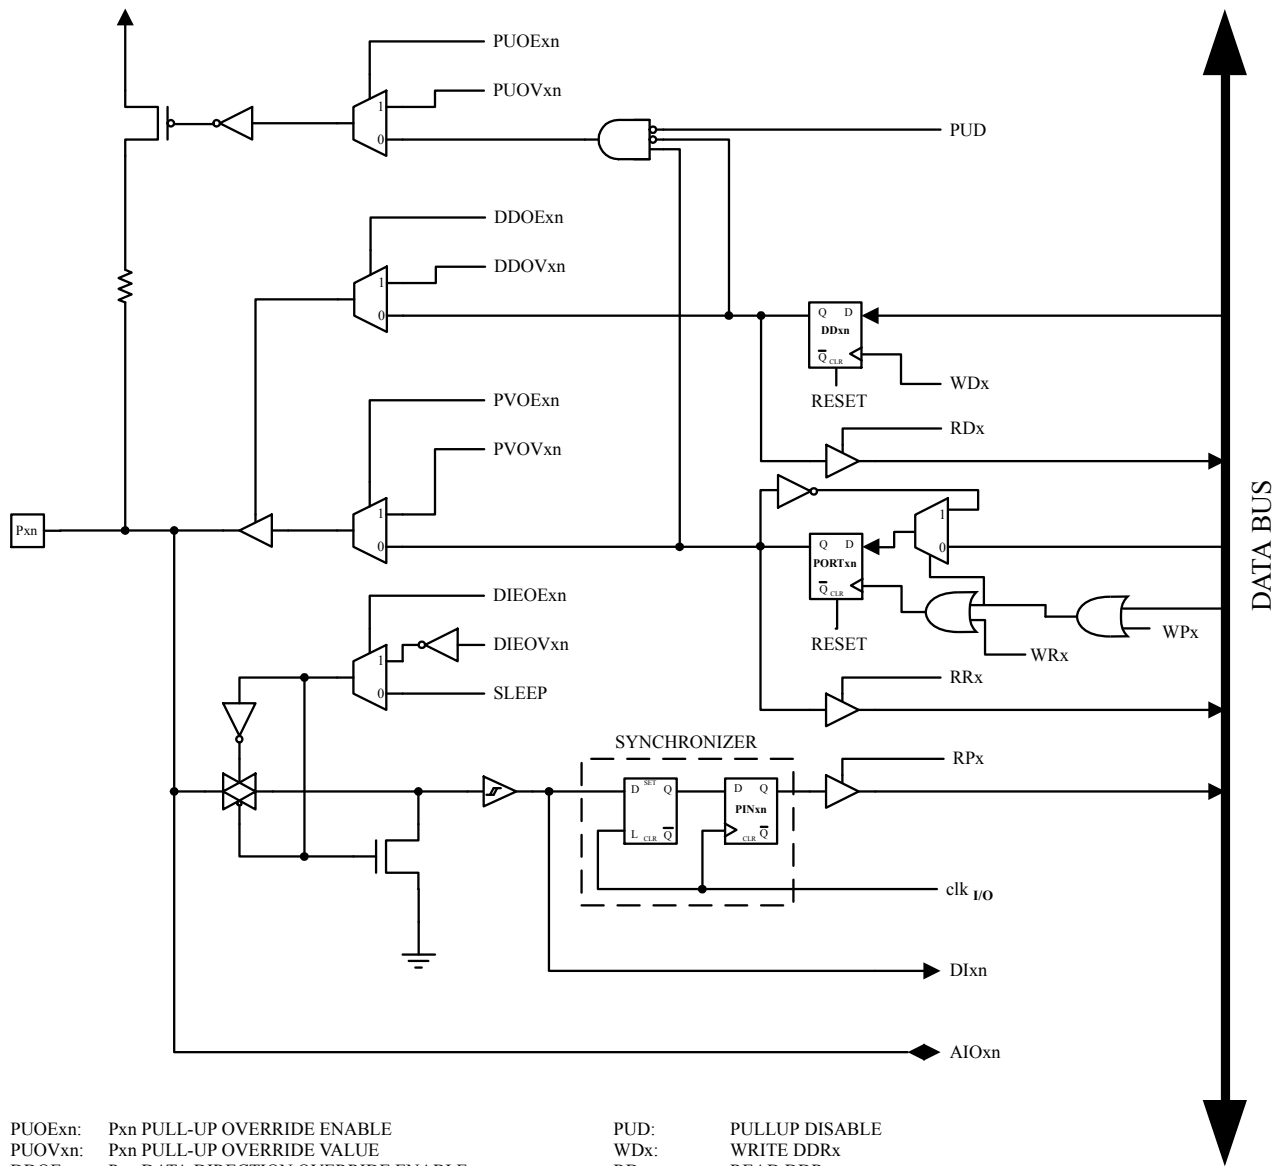 PUOExn
PUOVxn
1
0
PUD
DDOExn
DDOVxn
1
0
Q D
DDxn
Q CLR
WDx
RESET
RDx
PVOExn
PVOVxn
1
0
Pxn
1
0
Q D
PORTxn
Q CLR
RESET
WRx
WPx
DATA BUS
DIEOExn
DIEOVxn
1
0
SLEEP
RRx
SYNCHRONIZER
RPx
D SET Q
L CLR Q
D Q
PINxn
CLR Q
clk I/O
DIxn
AIOxn
PUOExn: Pxn PULL-UP OVERRIDE ENABLE
PUOVxn: Pxn PULL-UP OVERRIDE VALUE
PUD: PULLUP DISABLE
WDx: WRITE DDRx